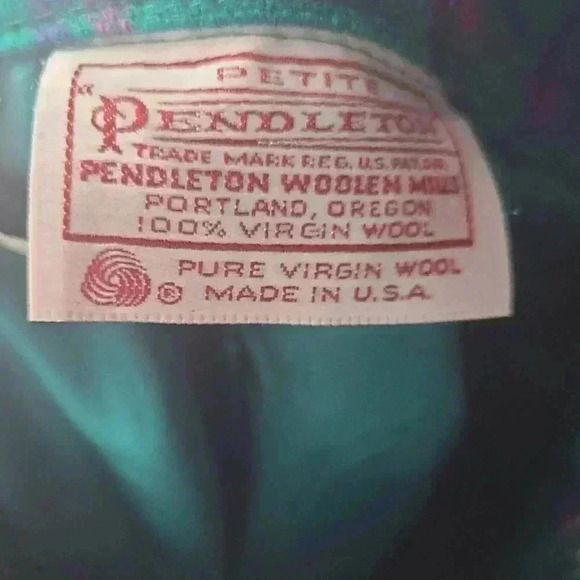 PETITE
"PENDLETON
TRADE MARK REG. U.S. PAT. OFF.
PENDLETON WOOLEN MILLS
PORTLAND, OREGON
100% VIRGIN WOOL
PURE VIRGIN WOOL
® MADE IN U.S.A.